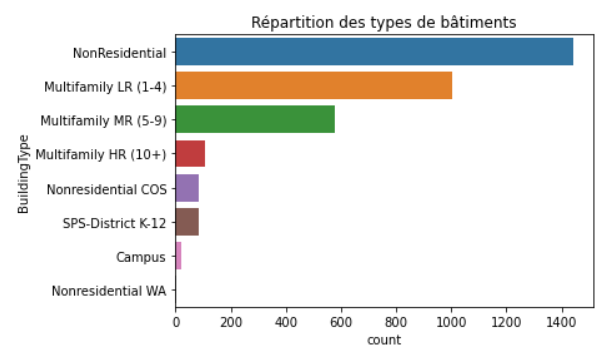 Répartition des types de bâtiments
NonResidential
Multifamily LR (1-4)
Multifamily MR (5-9)
Multifamily HR (10+)
Nonresidential COS
SPS-District K-12
Campus
Nonresidential WA
BuildingType
0 200 400 600 800 1000 1200 1400
count